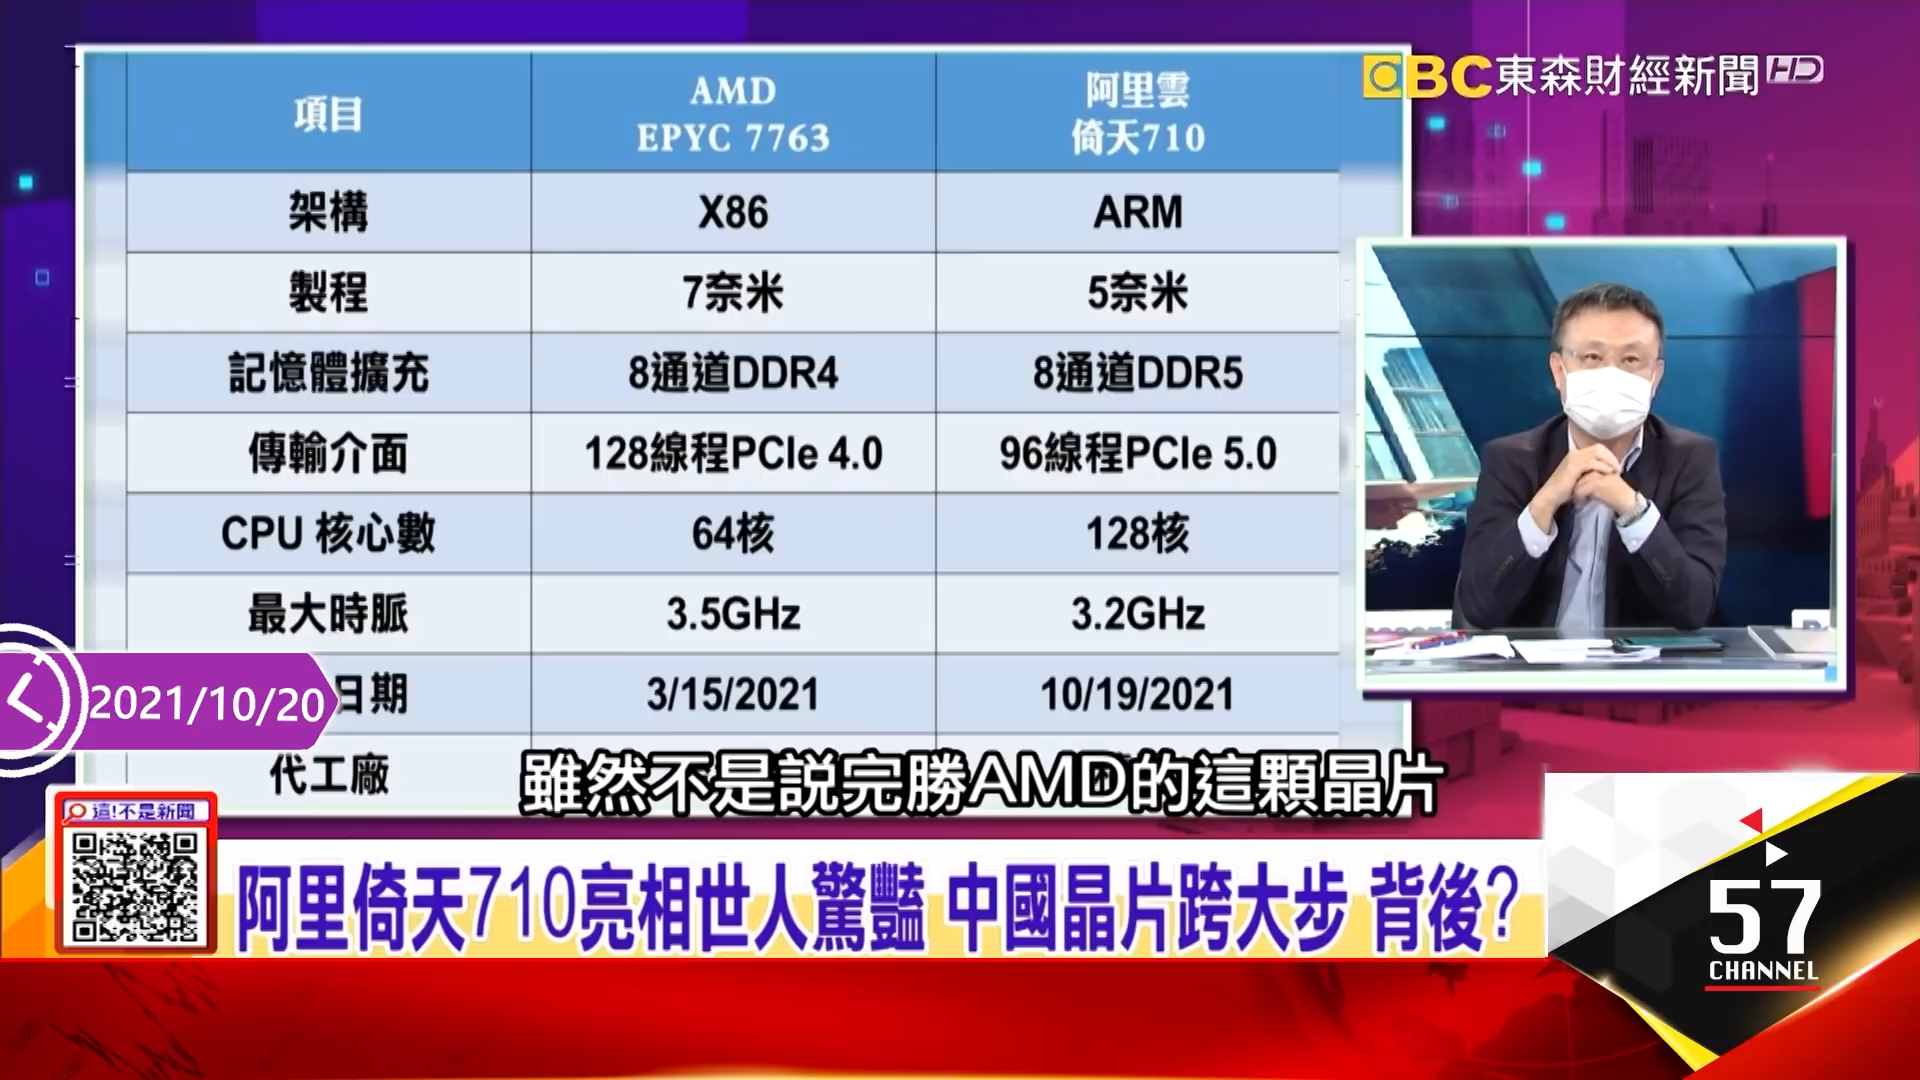 項目
AMD
EPYC 7763
阿里雲
倚天710
EBC東森財經新聞HD
架構 X86 ARM
製程 7奈米 5奈米
記憶體擴充 8通道DDR4 8通道DDR5
傳輸介面 128線程PCIe 4.0 96線程PCIe 5.0
CPU 核心數 64核 128核
最大時脈 3.5GHz 3.2GHz
日期 3/15/2021 10/19/2021
2021/10/20
代工廠
雖然不是説完勝AMD的這顆晶片
這!不是新聞
阿里倚天710亮相世人驚豔 中國晶片跨大步 背後?
57
CHANNEL